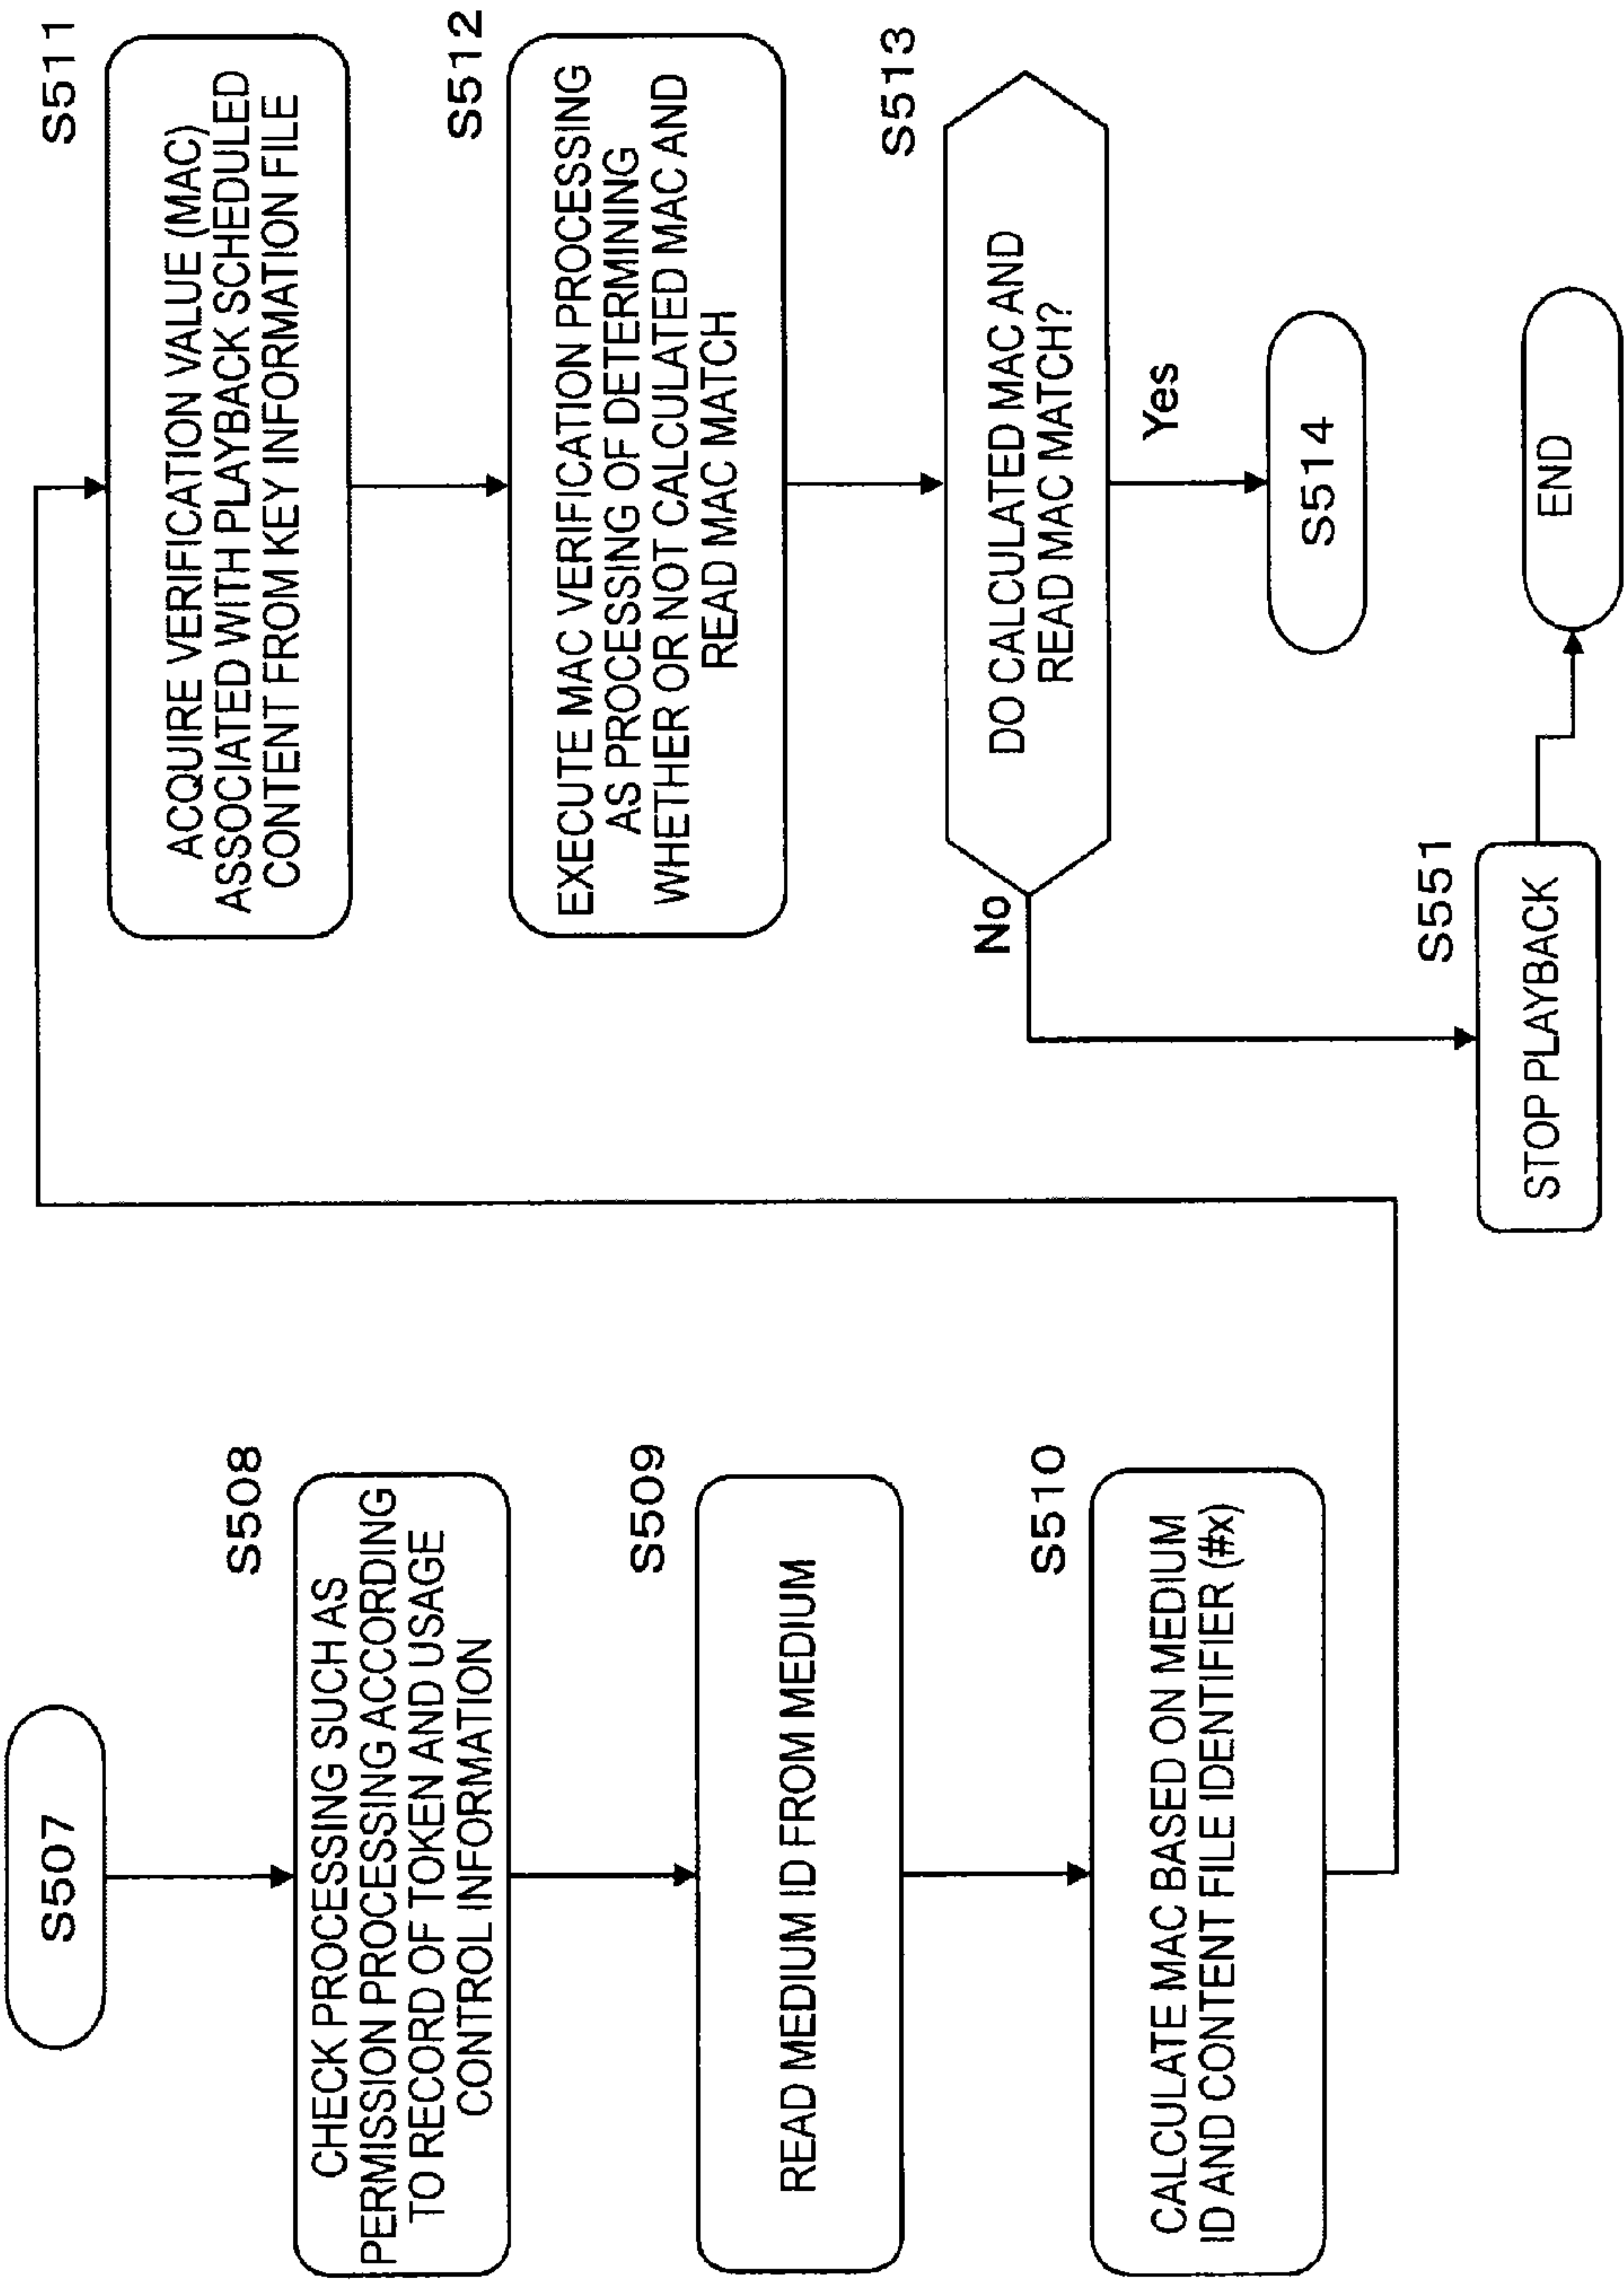 S507
S508
CHECK PROCESSING SUCH AS
PERMISSION PROCESSING ACCORDING
TO RECORD OF TOKEN AND USAGE
CONTROL INFORMATION
S509
READ MEDIUM ID FROM MEDIUM
S510
CALCULATE MAC BASED ON MEDIUM
ID AND CONTENT FILE IDENTIFIER (#x)
S511
ACQUIRE VERIFICATION VALUE (MAC)
ASSOCIATED WITH PLAYBACK SCHEDULED
CONTENT FROM KEY INFORMATION FILE
S512
EXECUTE MAC VERIFICATION PROCESSING
AS PROCESSING OF DETERMINING
WHETHER OR NOT CALCULATED MAC AND
READ MAC MATCH
S513
DO CALCULATED MAC AND
READ MAC MATCH?
No
Yes
S514
S551
STOP PLAYBACK
END